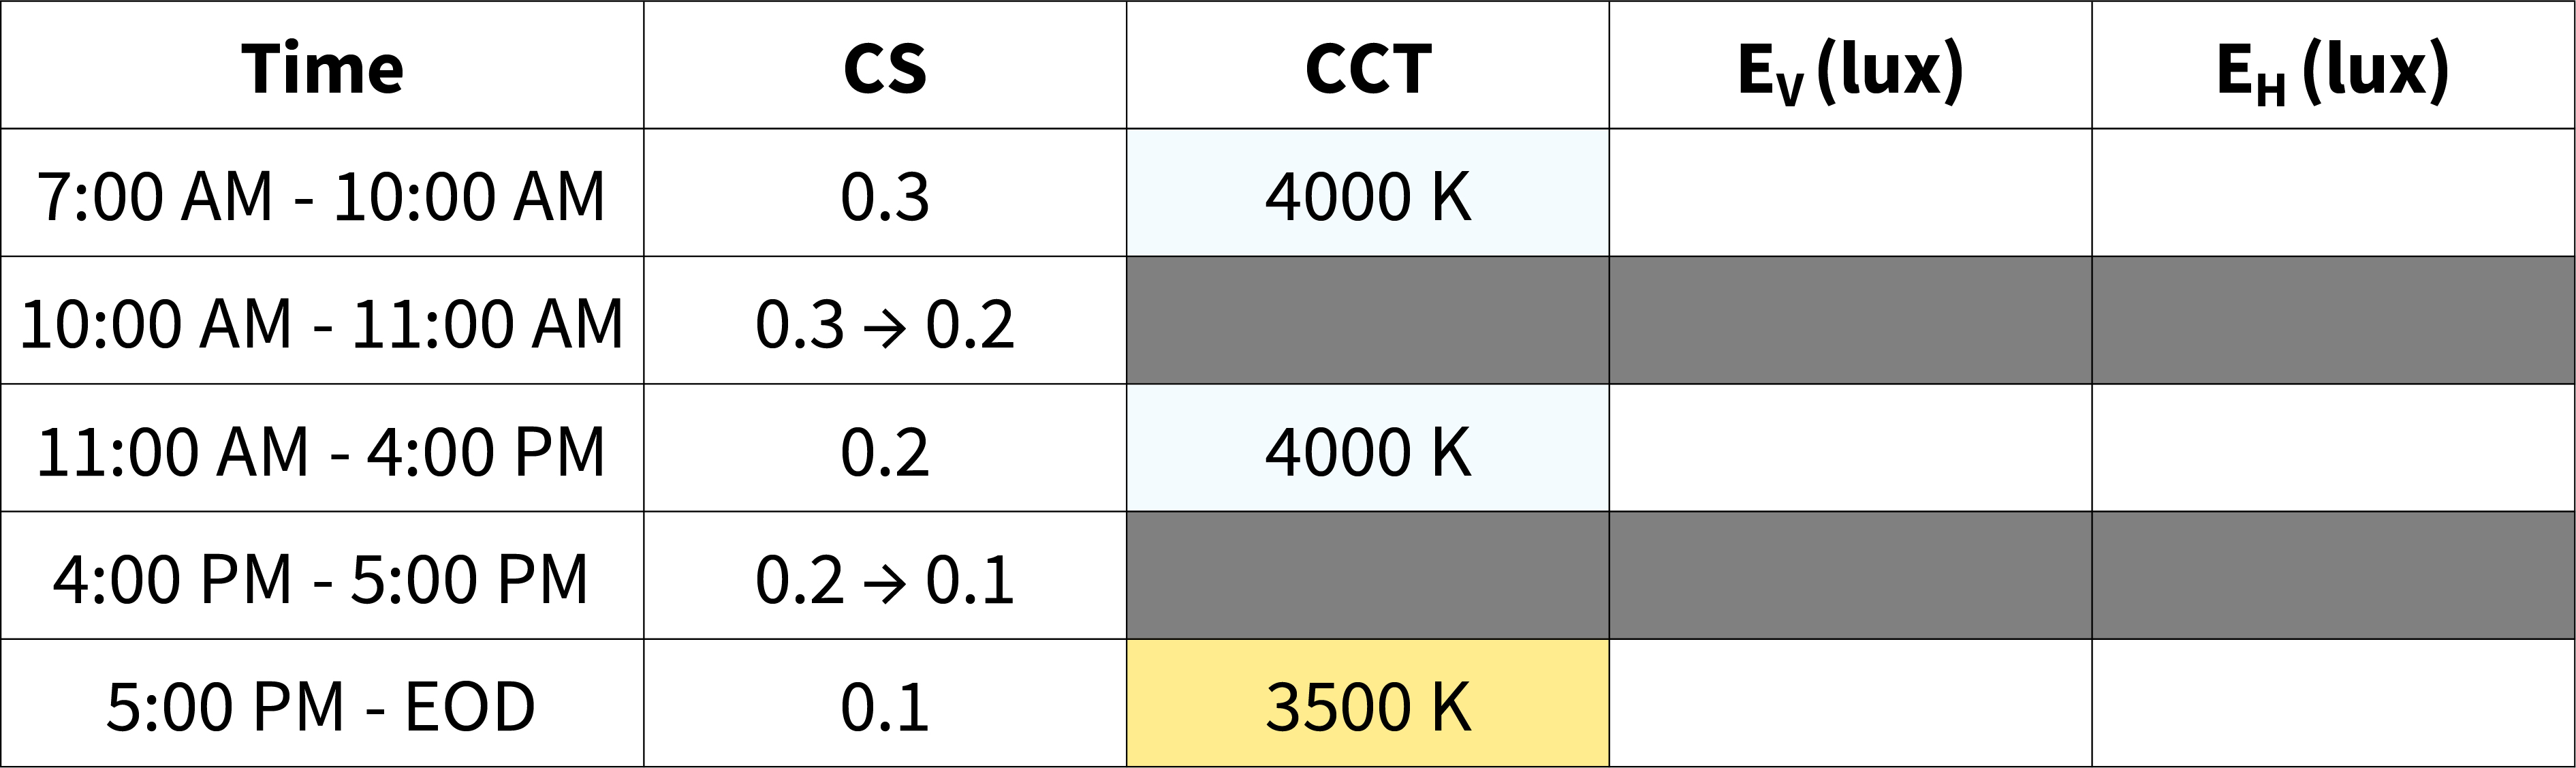 Time CS CCT EV (lux) EH (lux)
7:00 AM - 10:00 AM 0.3 4000 K
10:00 AM - 11:00 AM 0.3 → 0.2
11:00 AM - 4:00 PM 0.2 4000 K
4:00 PM - 5:00 PM 0.2 → 0.1
5:00 PM - EOD 0.1 3500 K